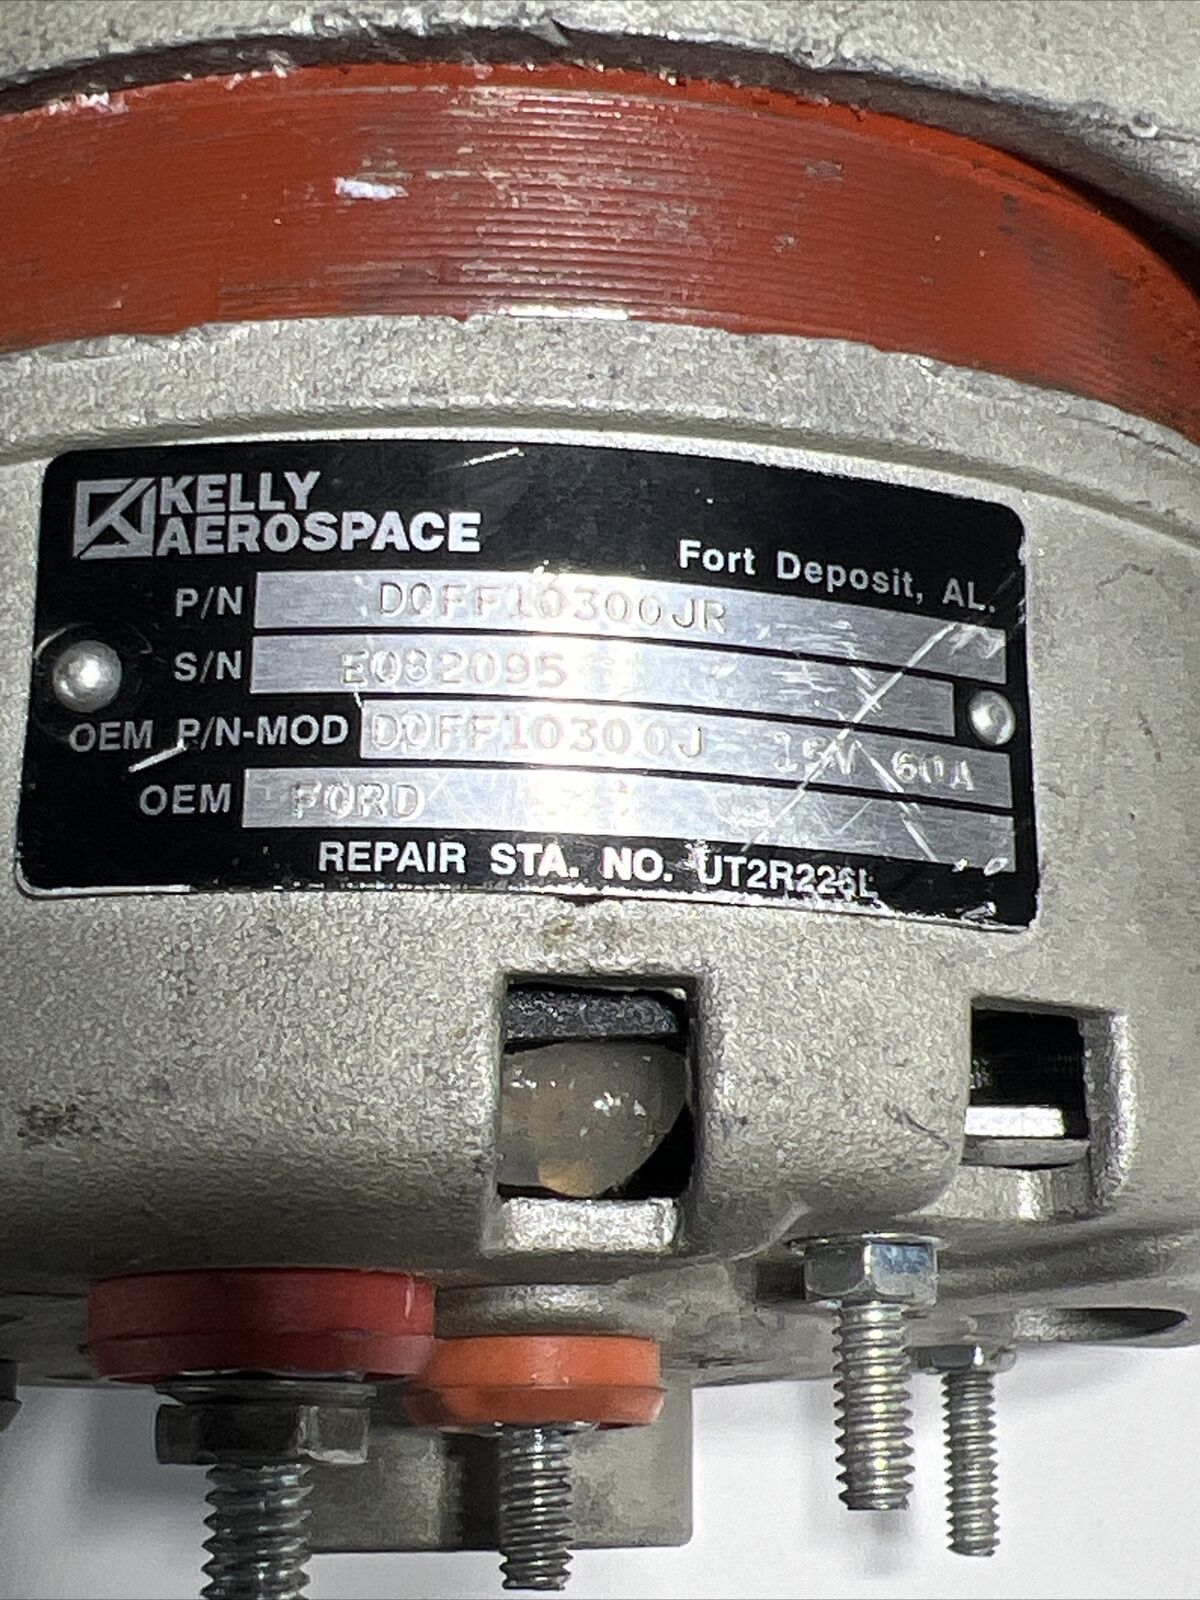 KELLY
AEROSPACE
Fort Deposit, AL.
P/N D0FF10300JR
S/N E082095
OEM P/N-MOD D0FF10300J 15V 60A
OEM FORD
REPAIR STA. NO. UT2R226L